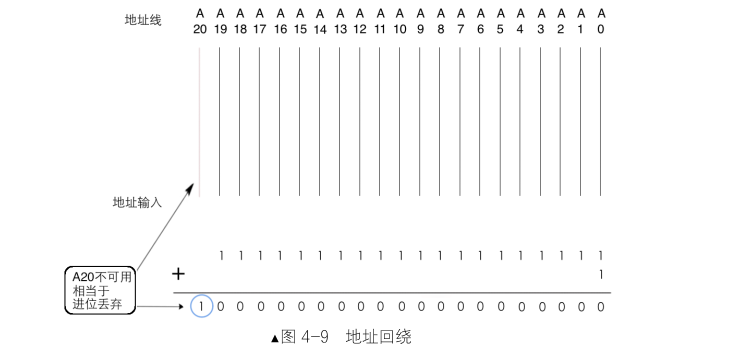 地址线
A A A A A A A A A A A A A A A A A A A A A
20 19 18 17 16 15 14 13 12 11 10 9 8 7 6 5 4 3 2 1 0
地址输入
1 1 1 1 1 1 1 1 1 1 1 1 1 1 1 1 1 1 1 1
+ 1
A20不可用
相当于
进位丢弃
1 0 0 0 0 0 0 0 0 0 0 0 0 0 0 0 0 0 0 0 0
▲图 4-9 地址回绕